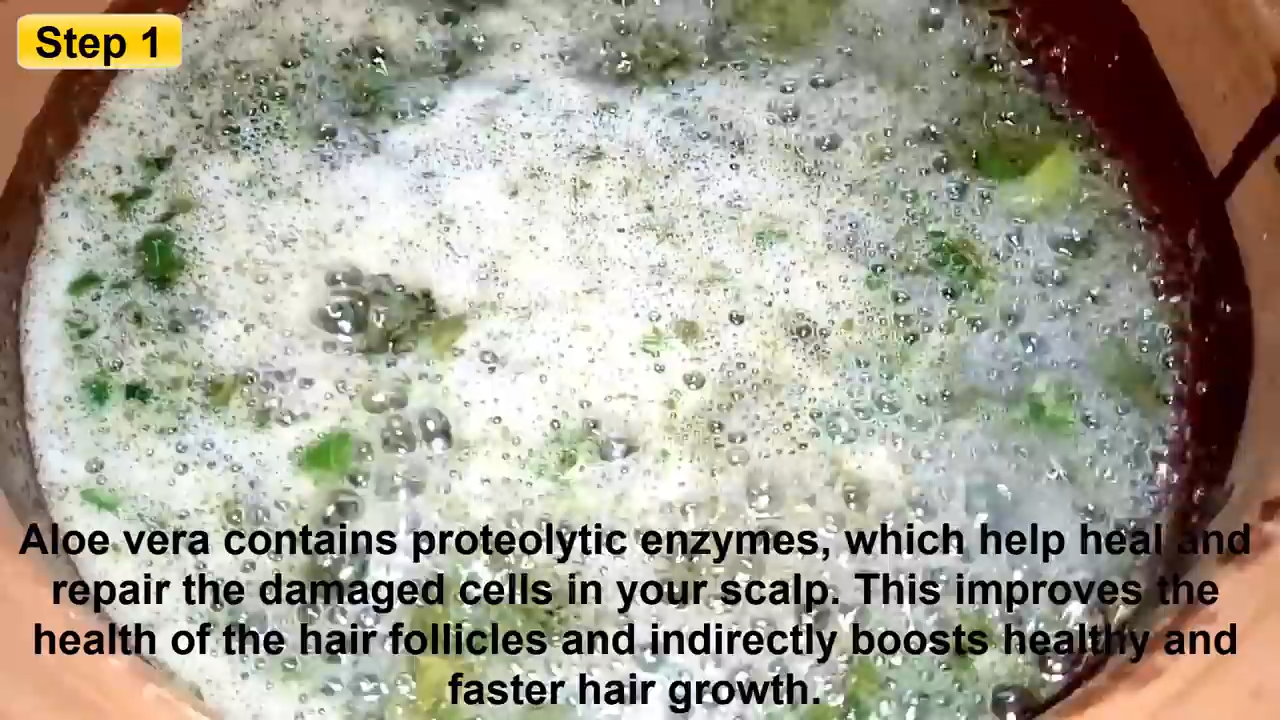 Step 1
Aloe vera contains proteolytic enzymes, which help heal and
repair the damaged cells in your scalp. This improves the
health of the hair follicles and indirectly boosts healthy and
faster hair growth.